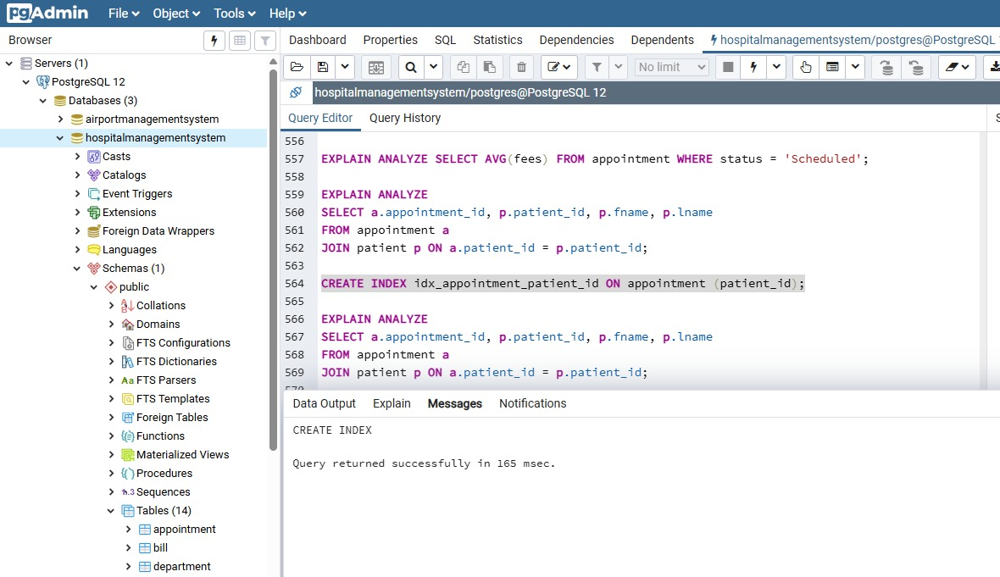 pgAdmin File Object Tools Help
Browser
Dashboard Properties SQL Statistics Dependencies Dependents hospitalmanagementsystem/postgres@PostgreSQL
No limit
Servers (1)
PostgreSQL 12
Databases (3)
airportmanagementsystem
hospitalmanagementsystem
Casts
Catalogs
Event Triggers
Extensions
Foreign Data Wrappers
Languages
Schemas (1)
public
Collations
Domains
FTS Configurations
FTS Dictionaries
Aa FTS Parsers
FTS Templates
Foreign Tables
Functions
Materialized Views
Procedures
1..3 Sequences
Tables (14)
appointment
bill
department
hospitalmanagementsystem/postgres@PostgreSQL 12
Query Editor Query History
556
557 EXPLAIN ANALYZE SELECT AVG(fees) FROM appointment WHERE status = 'Scheduled';
558
559 EXPLAIN ANALYZE
560 SELECT a.appointment_id, p.patient_id, p.fname, p.lname
561 FROM appointment a
562 JOIN patient p ON a.patient_id = p.patient_id;
563
564 CREATE INDEX idx_appointment_patient_id ON appointment (patient_id);
565
566 EXPLAIN ANALYZE
567 SELECT a.appointment_id, p.patient_id, p.fname, p.lname
568 FROM appointment a
569 JOIN patient p ON a.patient_id = p.patient_id;
570
Data Output Explain Messages Notifications
CREATE INDEX
Query returned successfully in 165 msec.